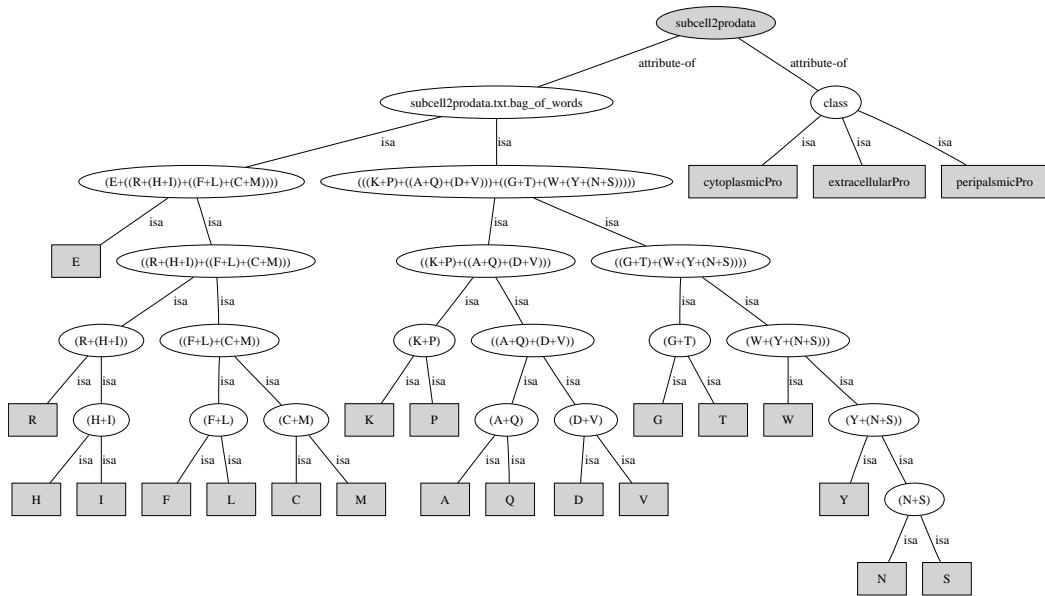 subcell2prodata
attribute-of attribute-of
subcell2prodata.txt.bag_of_words class
isa isa isa isa isa
(E+((R+(H+I))+((F+L)+(C+M)))) (((K+P)+((A+Q)+(D+V)))+((G+T)+(W+(Y+(N+S))))) cytoplasmicPro extracellularPro peripalsmicPro
isa isa isa isa
E ((R+(H+I))+((F+L)+(C+M))) ((K+P)+((A+Q)+(D+V))) ((G+T)+(W+(Y+(N+S))))
isa isa isa isa isa isa
(R+(H+I)) ((F+L)+(C+M)) (K+P) ((A+Q)+(D+V)) (G+T) (W+(Y+(N+S)))
isa isa isa isa isa isa isa isa isa isa isa isa
R (H+I) (F+L) (C+M) K P (A+Q) (D+V) G T W (Y+(N+S))
isa isa isa isa isa isa isa isa isa isa isa isa
H I F L C M A Q D V Y (N+S)
isa isa
N S